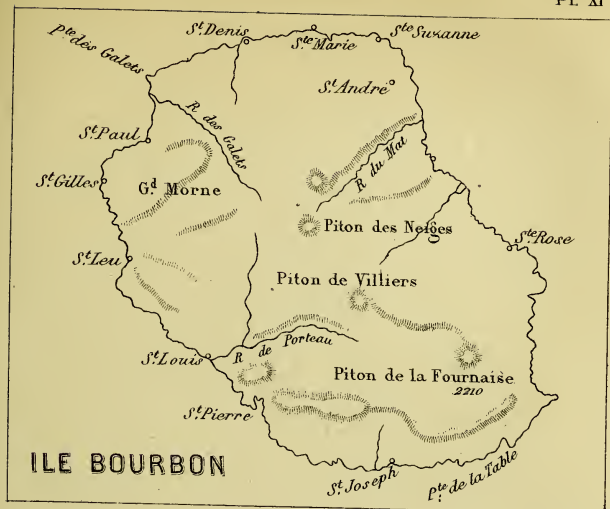 PL XI
Pte des Galets
St Denis
Ste Marie
Ste Suzanne
St André
R des Galets
St Paul
R du Mat
St Gilles
Gd Morne
Piton des Neiges
Ste Rose
St Leu
Piton de Villiers
R de Porteau
St Louis
Piton de la Fournaise
2210
St Pierre
ILE BOURBON
St Joseph
Pte de la Table